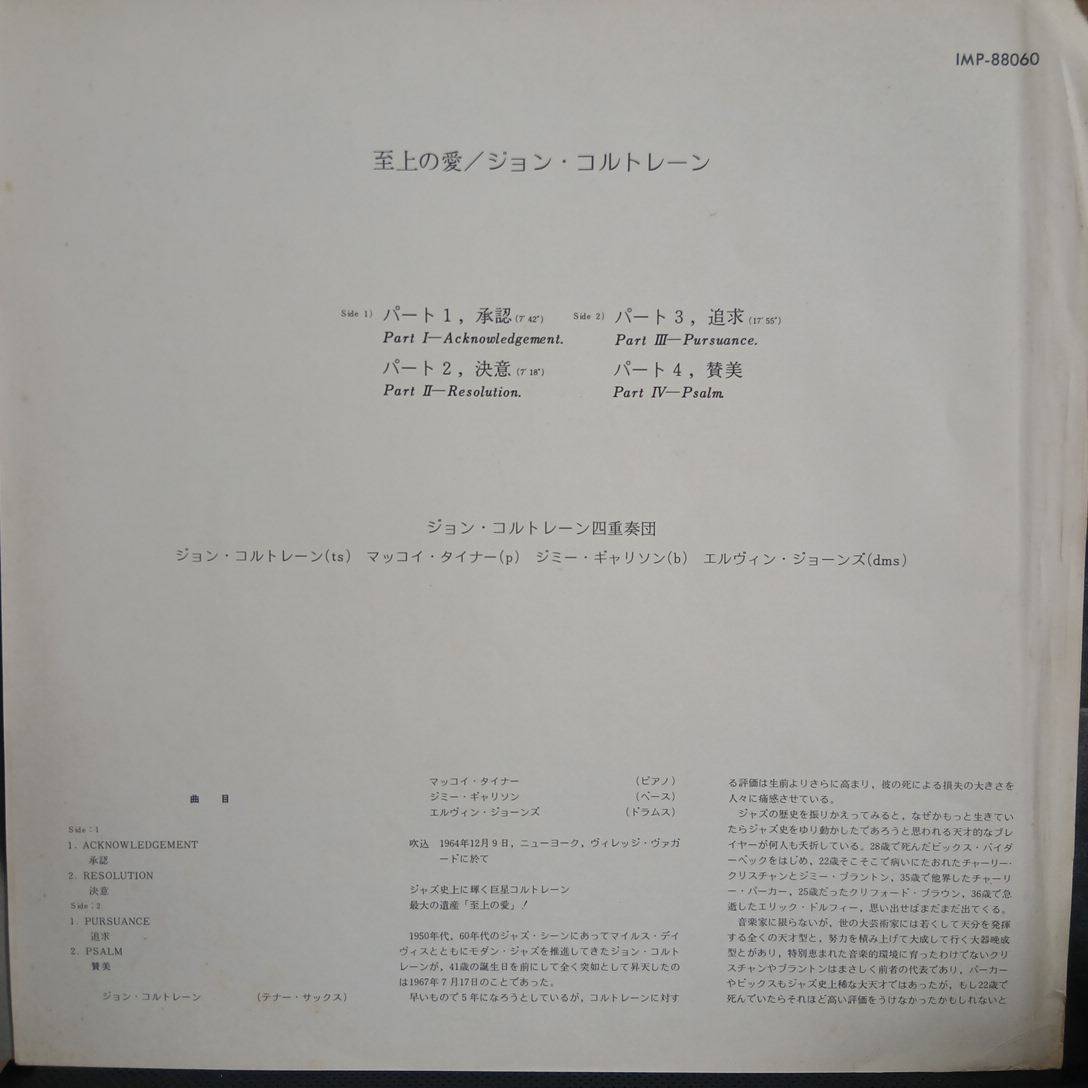 IMP-88060
至上の愛／ジョン・コルトレーン
Side 1) パート1，承認(7′42″)
Part I—Acknowledgement.
パート2，決意(7′18″)
Part II—Resolution.
Side 2) パート3，追求(17′55″)
Part III—Pursuance.
パート4，賛美
Part IV—Psalm.
ジョン・コルトレーン四重奏団
ジョン・コルトレーン(ts) マッコイ・タイナー(p) ジミー・ギャリソン(b) エルヴィン・ジョーンズ(dms)
曲 目
Side：1
1. ACKNOWLEDGEMENT
承認
2. RESOLUTION
決意
Side：2
1. PURSUANCE
追求
2. PSALM
賛美
ジョン・コルトレーン （テナー・サックス）
マッコイ・タイナー （ピアノ）
ジミー・ギャリソン （ベース）
エルヴィン・ジョーンズ （ドラムス）
吹込 1964年12月9日，ニューヨーク，ヴィレッジ・ヴァガ
ードに於て
ジャズ史上に輝く巨星コルトレーン
最大の遺産「至上の愛」！
1950年代，60年代のジャズ・シーンにあってマイルス・デイ
ヴィスとともにモダン・ジャズを推進してきたジョン・コルト
レーンが，41歳の誕生日を前にして全く突如として昇天したの
は1967年7月17日のことであった。
早いもので5年になろうとしているが，コルトレーンに対す
る評価は生前よりさらに高まり，彼の死による損失の大きさを
人々に痛感させている。
ジャズの歴史を振りかえってみると，なぜかもっと生きてい
たらジャズ史をゆり動かしたであろうと思われる天才的なプレ
イヤーが何人も夭折している。28歳で死んだビックス・バイダ
ーベックをはじめ，22歳そこそこで病いにたおれたチャーリー・
クリスチャンとジミー・ブラントン，35歳で他界したチャーリ
ー・パーカー，25歳だったクリフォード・ブラウン，36歳で急
逝したエリック・ドルフィー，思い出せばまだまだ出てくる。
音楽家に限らないが，世の大芸術家には若くして天分を発揮
する全くの天才型と，努力を積み上げて大成して行く大器晩成
型とがあり，特別恵まれた音楽的環境に育ったわけでないクリ
スチャンやブラントンはまさしく前者の代表であり，パーカー
やビックスもジャズ史上稀な大天才ではあったが，もし22歳で
死んでいたらそれほど高い評価をうけなかったかもしれないと